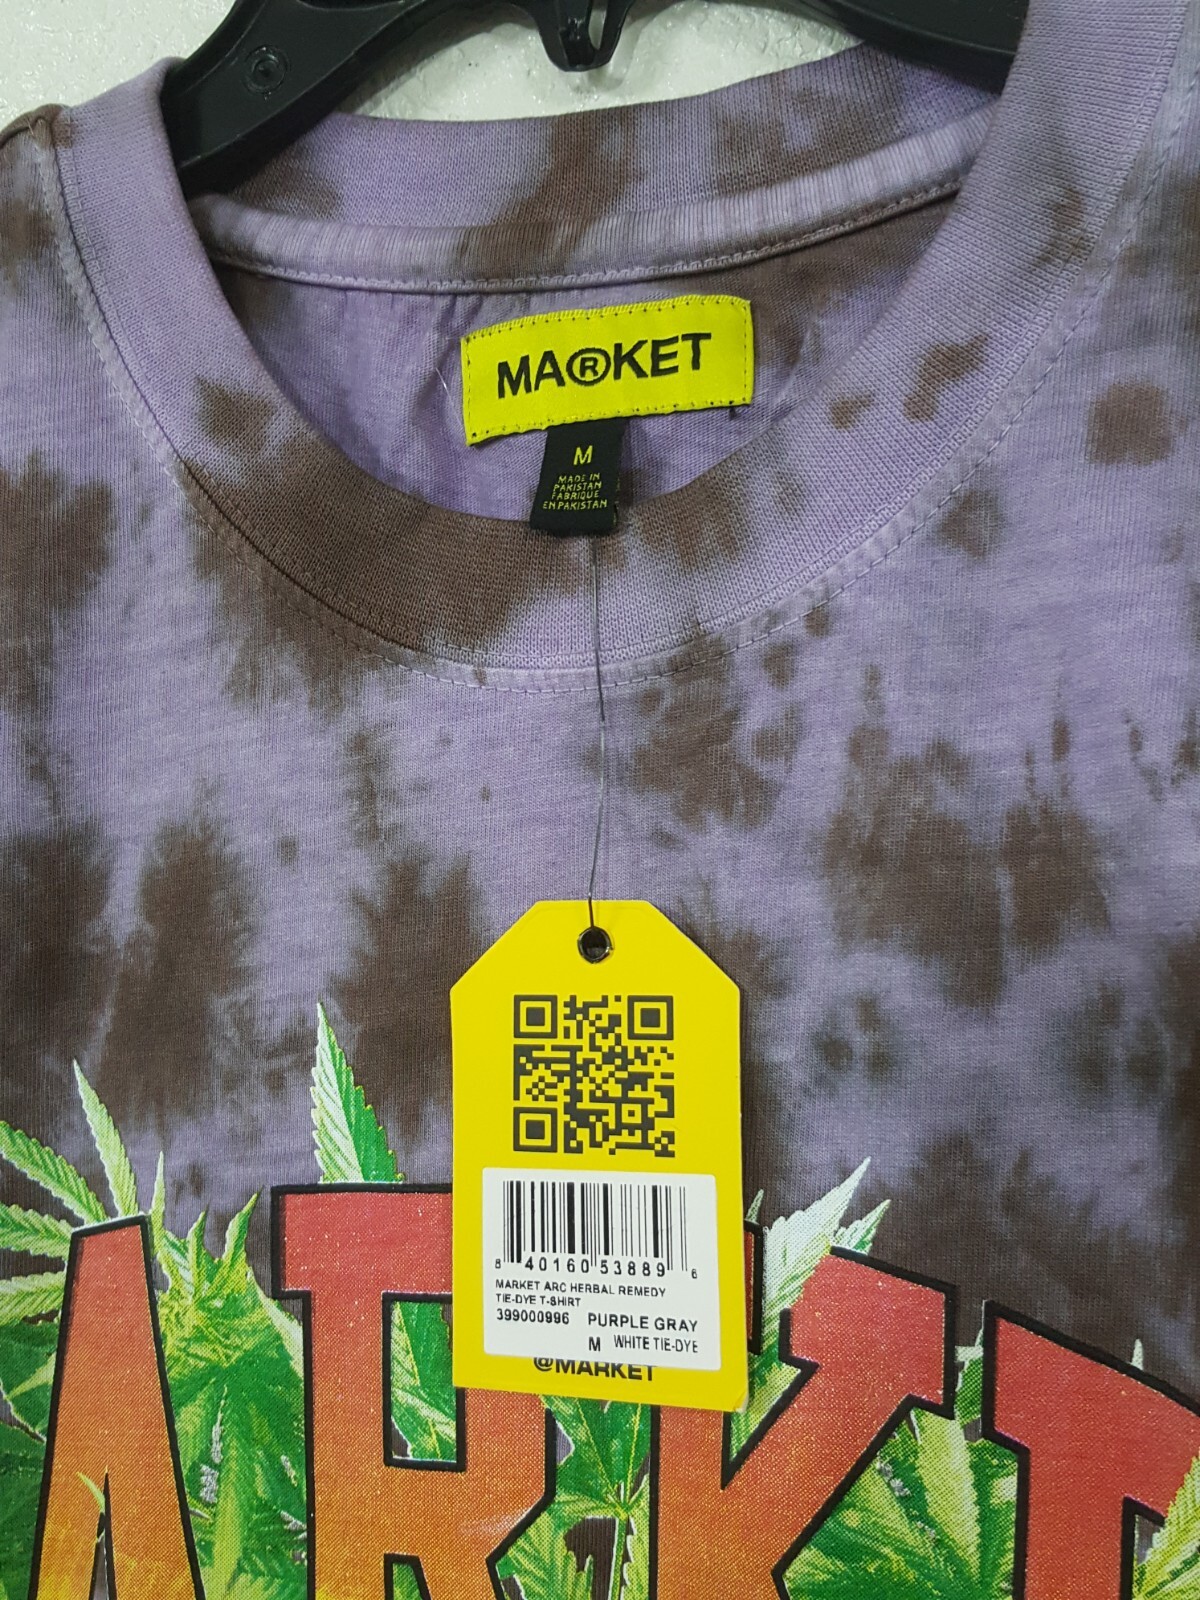 MA®KET
M
MADE IN
PAKISTAN
FABRIQUE
EN PAKISTAN
8 40160 53889 6
MARKET ARC HERBAL REMEDY
TIE-DYE T-SHIRT
399000996 PURPLE GRAY
M WHITE TIE-DYE
@MARKET
ARKE